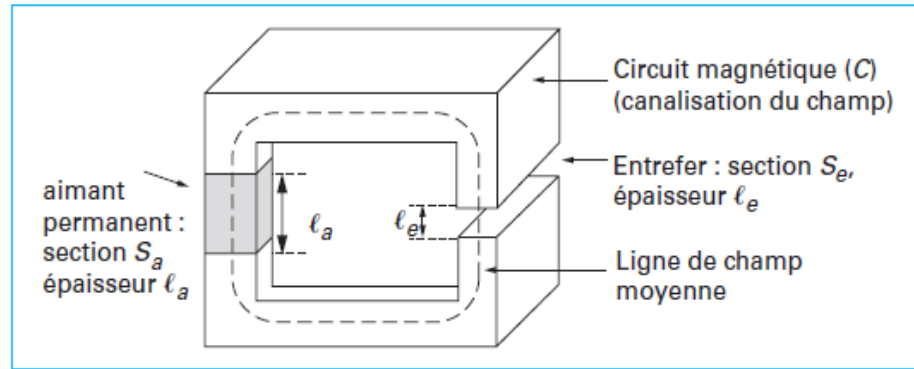 Circuit magnétique (C)
(canalisation du champ)
Entrefer : section Sₑ,
épaisseur ℓₑ
aimant
permanent :
section Sₐ
épaisseur ℓₐ
ℓₐ
ℓₑ
Ligne de champ
moyenne